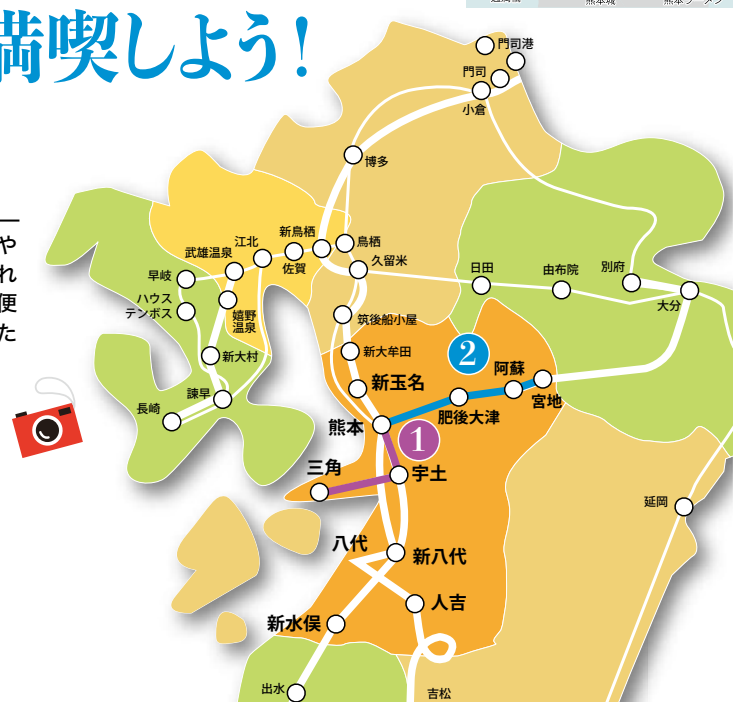 満喫しよう!
や
れ
便
た
門司港
門司
小倉
博多
鳥栖
新鳥栖
佐賀
江北
武雄温泉
久留米
早岐
ハウス
テンボス
嬉野
温泉
日田
由布院
別府
大分
筑後船小屋
新大牟田
新大村
新玉名
諫早
長崎
2
阿蘇
宮地
肥後大津
熊本
1
三角
宇土
延岡
八代
新八代
人吉
新水俣
出水
吉松